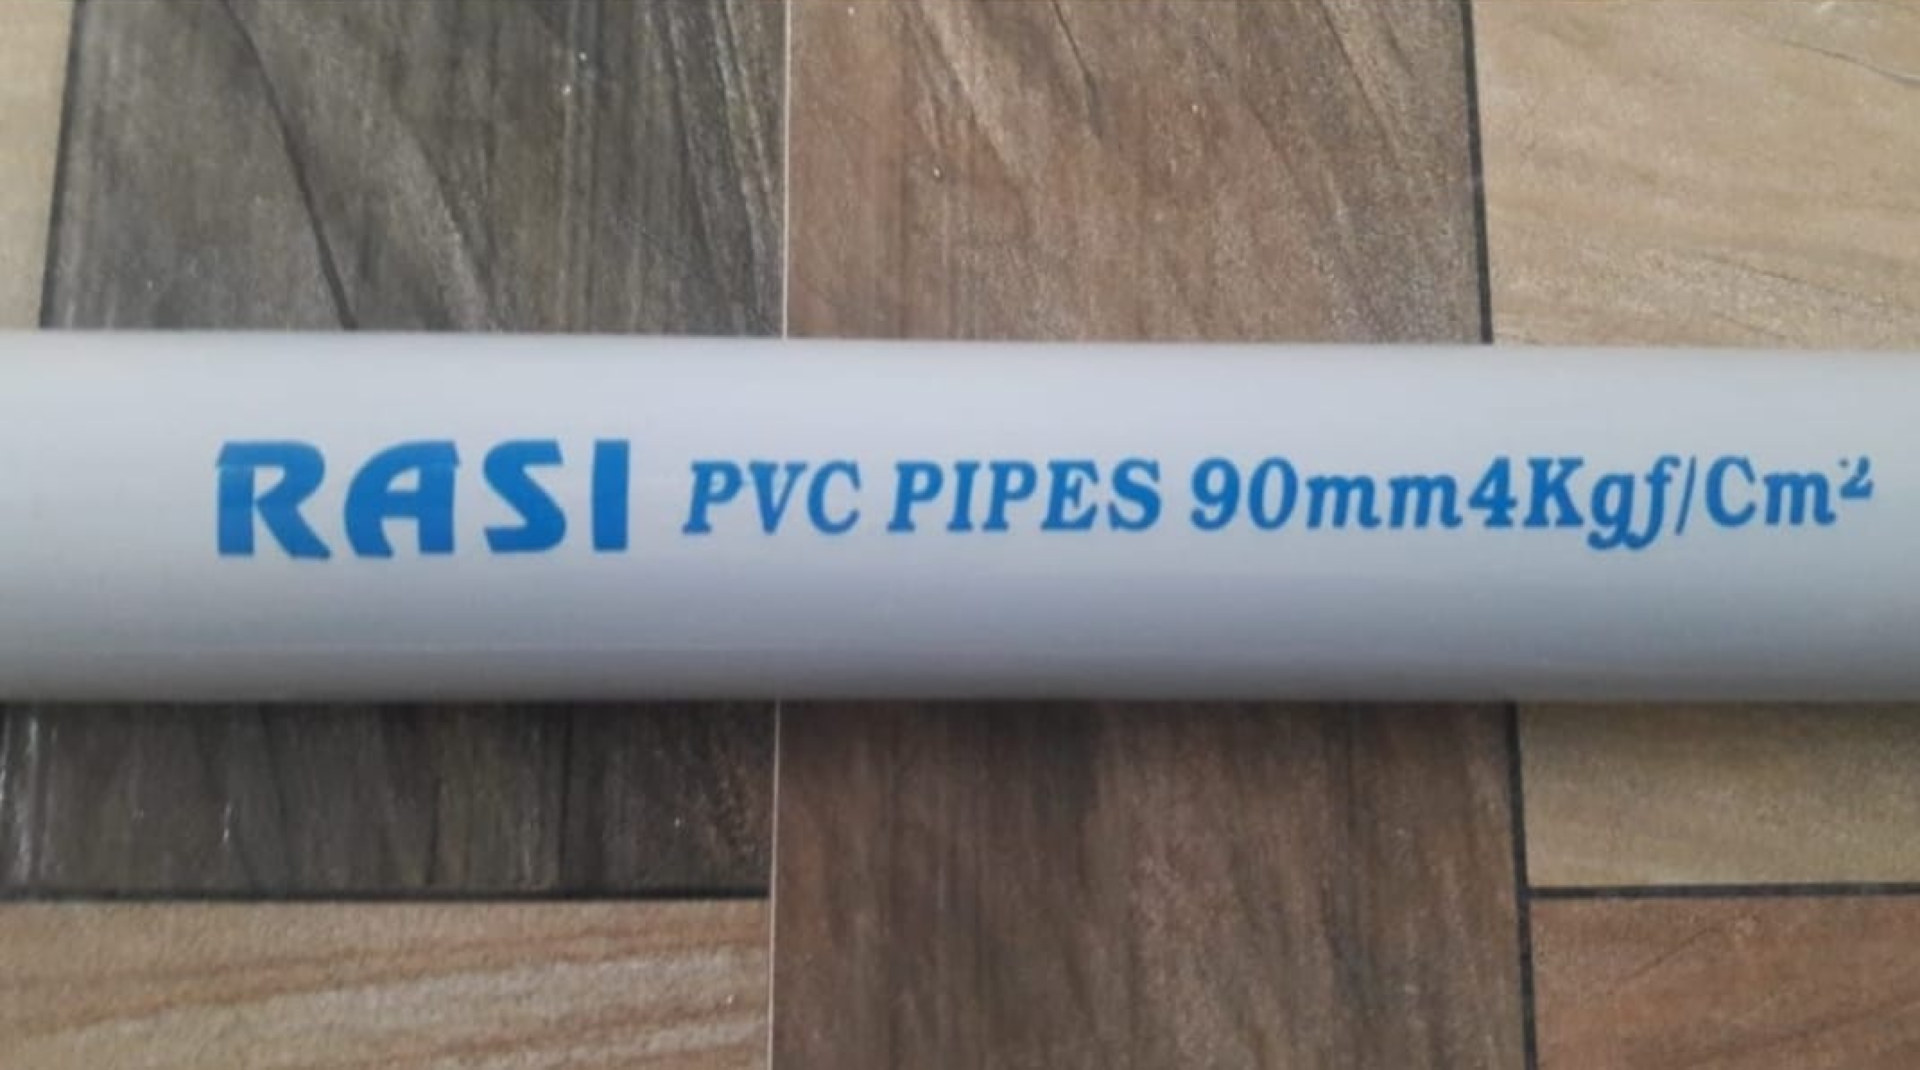 RASI PVC PIPES 90mm4Kgf/Cm²